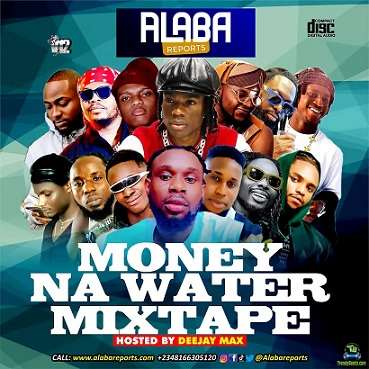 ALABA
REPORTS
COMPACT
disc
DIGITAL AUDIO
MONEY
NA WATER
MIXTAPE
HOSTED BY DEEJAY MAX
CALL: www.alabareports.com +2348166305120 @Alabareports